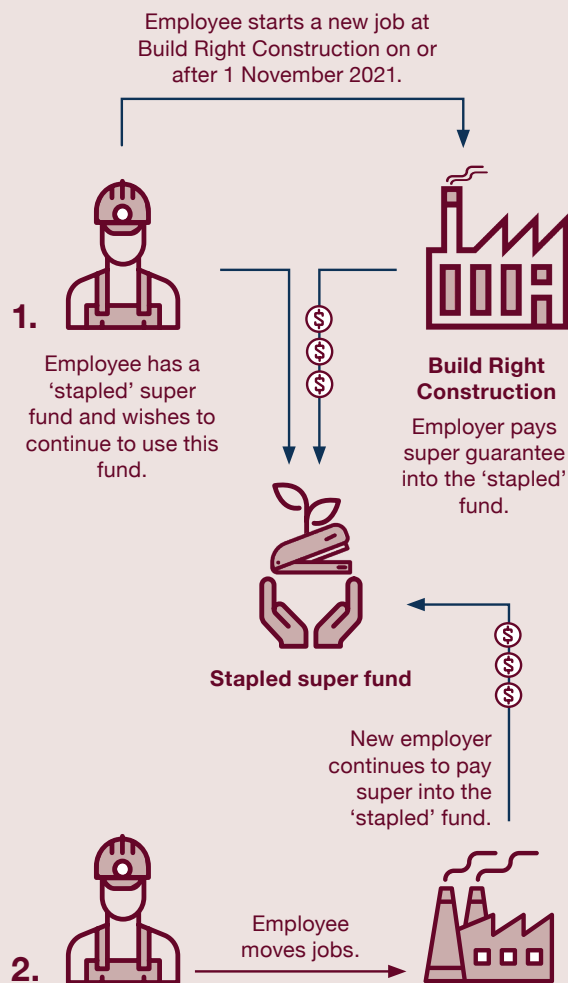 Employee starts a new job at
Build Right Construction on or
after 1 November 2021.
1.
Employee has a
‘stapled’ super
fund and wishes to
continue to use this
fund.
$
$
$
Build Right
Construction
Employer pays
super guarantee
into the ‘stapled’
fund.
Stapled super fund
$
$
$
New employer
continues to pay
super into the
‘stapled’ fund.
2.
Employee
moves jobs.